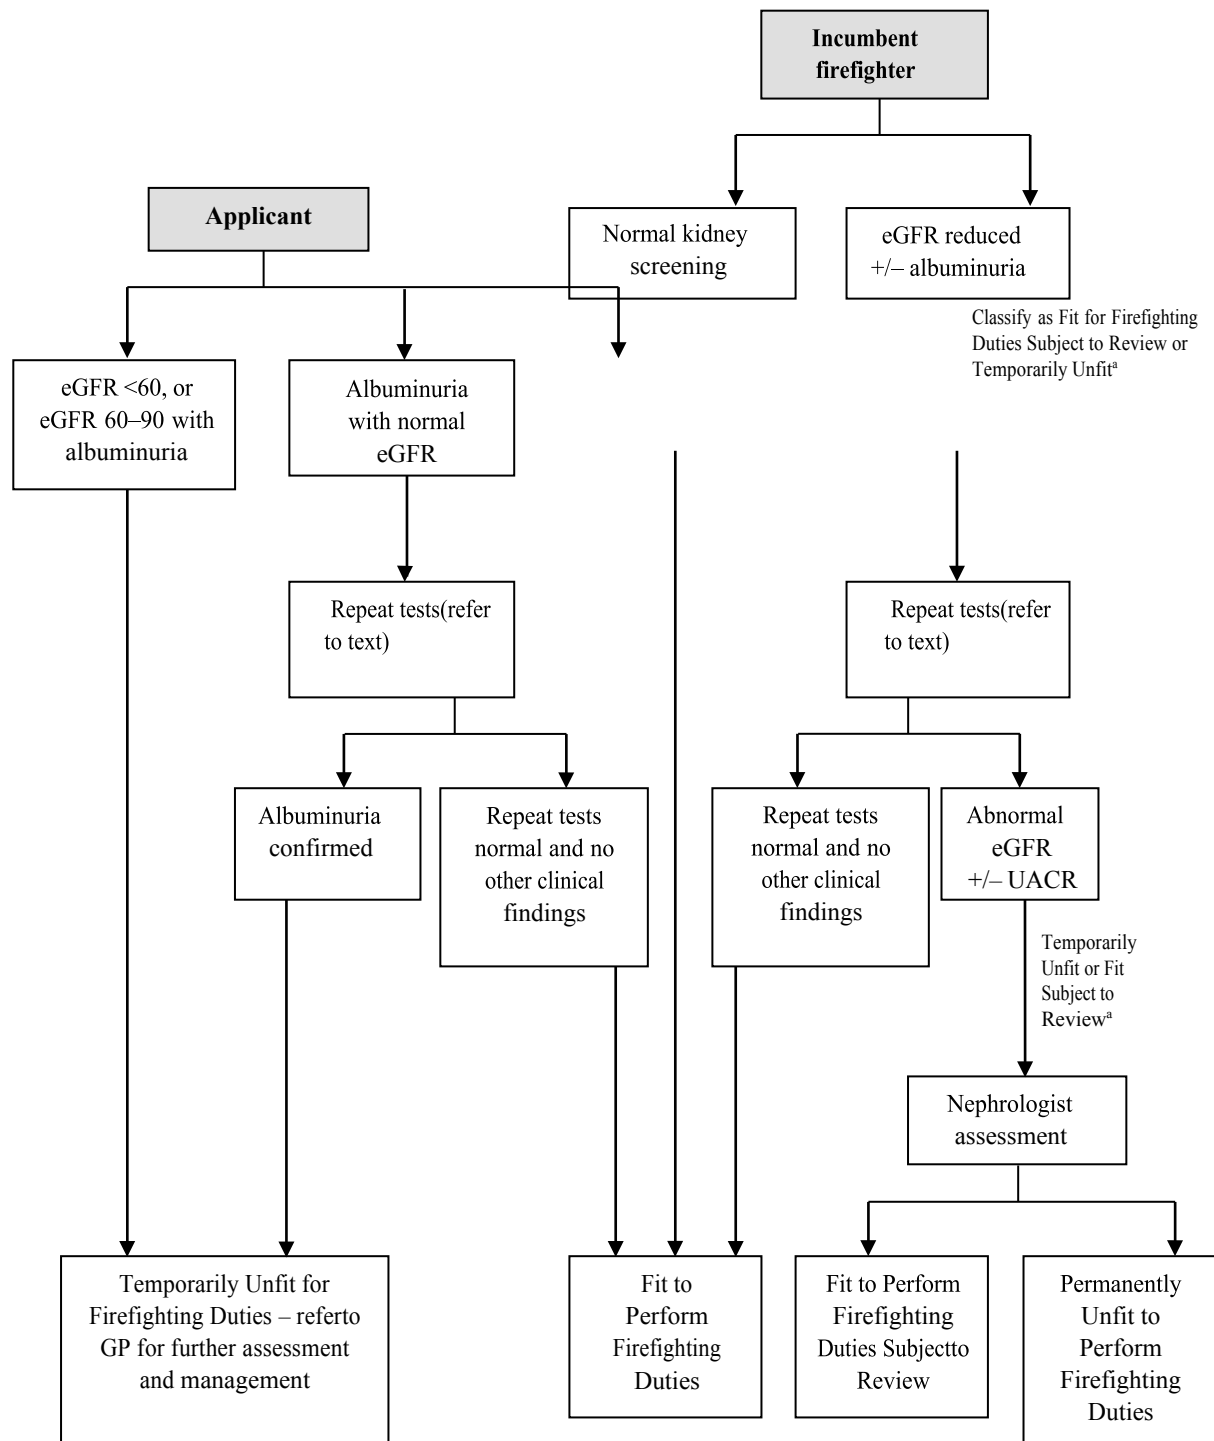 Incumbent
firefighter
Applicant
Normal kidney
screening
eGFR reduced
+/– albuminuria
Classify as Fit for Firefighting
Duties Subject to Review or
Temporarily Unfitª
eGFR <60, or
eGFR 60–90 with
albuminuria
Albuminuria
with normal
eGFR
Repeat tests(refer
to text)
Repeat tests(refer
to text)
Albuminuria
confirmed
Repeat tests
normal and no
other clinical
findings
Repeat tests
normal and no
other clinical
findings
Abnormal
eGFR
+/– UACR
Temporarily
Unfit or Fit
Subject to
Reviewª
Nephrologist
assessment
Temporarily Unfit for
Firefighting Duties – referto
GP for further assessment
and management
Fit to
Perform
Firefighting
Duties
Fit to Perform
Firefighting
Duties Subjectto
Review
Permanently
Unfit to
Perform
Firefighting
Duties